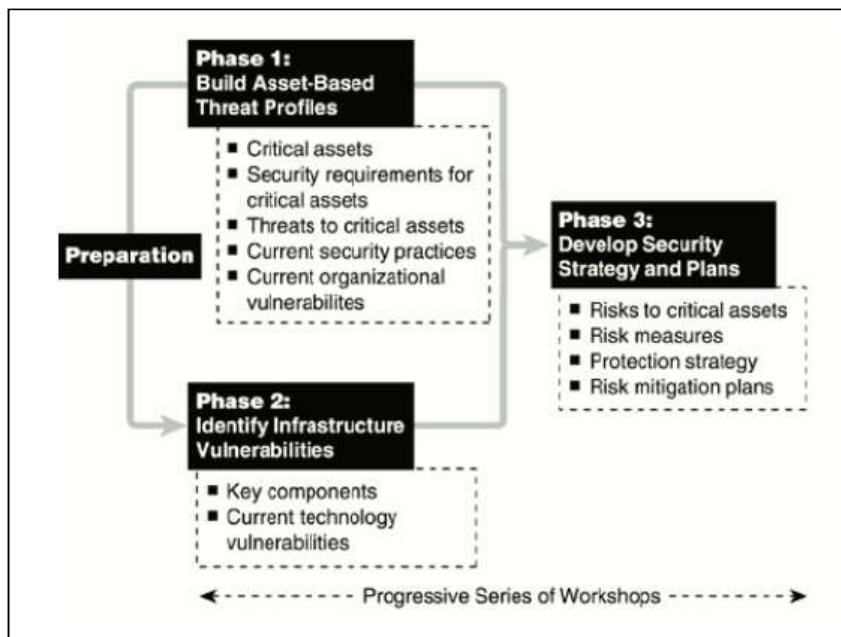 Phase 1:
Build Asset-Based
Threat Profiles
■ Critical assets
■ Security requirements for
critical assets
■ Threats to critical assets
■ Current security practices
■ Current organizational
vulnerabilites
Preparation
Phase 2:
Identify Infrastructure
Vulnerabilities
■ Key components
■ Current technology
vulnerabilities
Phase 3:
Develop Security
Strategy and Plans
■ Risks to critical assets
■ Risk measures
■ Protection strategy
■ Risk mitigation plans
Progressive Series of Workshops